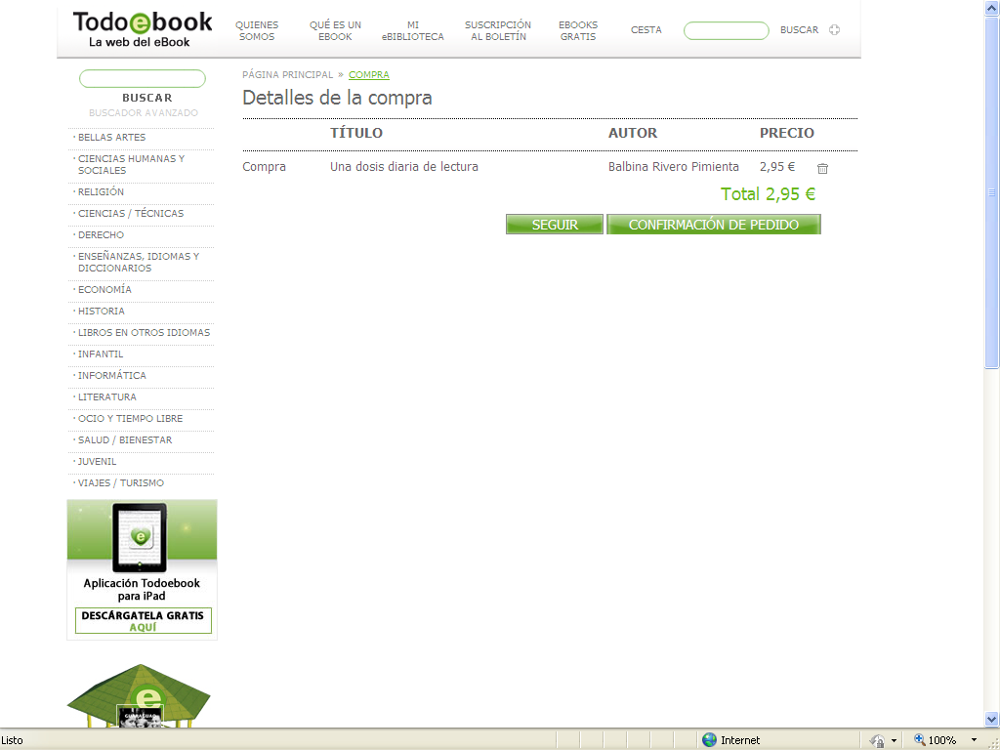 Todoebook
La web del eBook
QUIENES
SOMOS
QUÉ ES UN
EBOOK
MI
eBIBLIOTECA
SUSCRIPCIÓN
AL BOLETÍN
EBOOKS
GRATIS
CESTA
BUSCAR
BUSCAR
BUSCADOR AVANZADO
BELLAS ARTES
CIENCIAS HUMANAS Y
SOCIALES
RELIGIÓN
CIENCIAS / TÉCNICAS
DERECHO
ENSEÑANZAS, IDIOMAS Y
DICCIONARIOS
ECONOMÍA
HISTORIA
LIBROS EN OTROS IDIOMAS
INFANTIL
INFORMÁTICA
LITERATURA
OCIO Y TIEMPO LIBRE
SALUD / BIENESTAR
JUVENIL
VIAJES / TURISMO
e
Aplicación Todoebook
para iPad
DESCÁRGATELA GRATIS
AQUÍ
e
PÁGINA PRINCIPAL » COMPRA
Detalles de la compra
TÍTULO AUTOR PRECIO
Compra Una dosis diaria de lectura Balbina Rivero Pimienta 2,95 €
Total 2,95 €
SEGUIR CONFIRMACIÓN DE PEDIDO
Listo Internet 100%